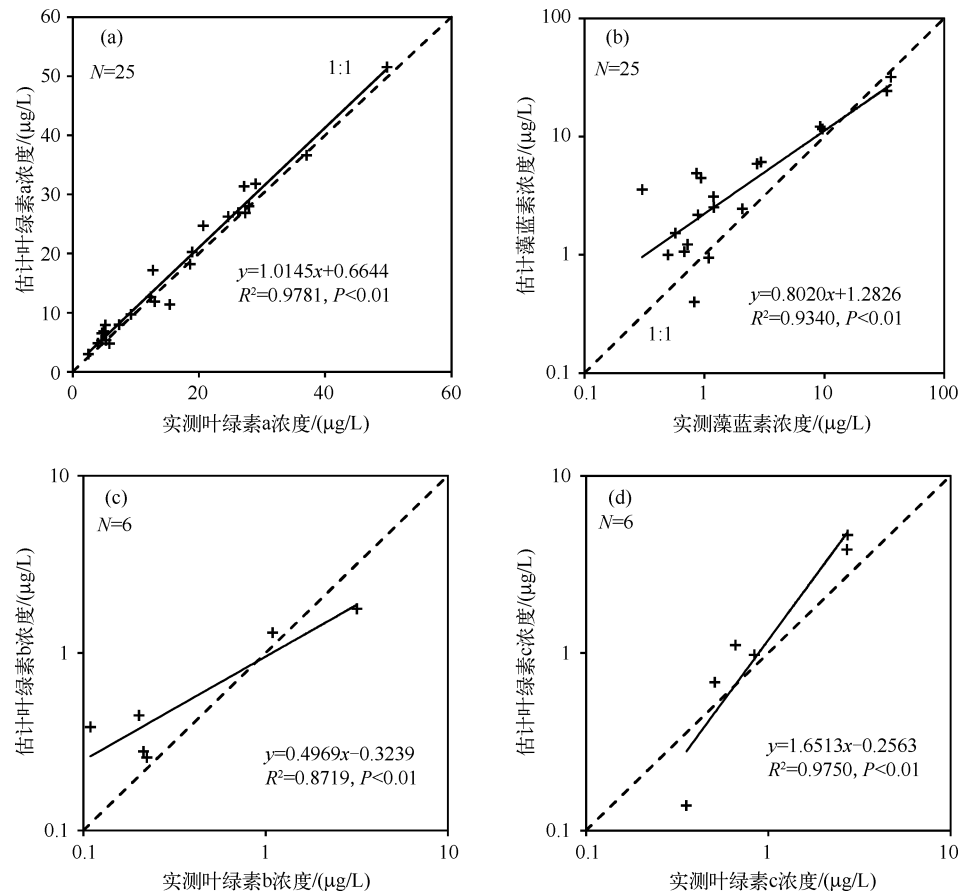 (a)
N=25
1:1
60
50
40
30
20
10
0
y=1.0145x+0.6644
R²=0.9781, P<0.01
0
20
40
60
估计叶绿素a浓度/(μg/L)
实测叶绿素a浓度/(μg/L)
(b)
N=25
100
10
1
0.1
y=0.8020x+1.2826
R²=0.9340, P<0.01
1:1
0.1
1
10
100
估计藻蓝素浓度/(μg/L)
实测藻蓝素浓度/(μg/L)
(c)
N=6
10
1
0.1
y=0.4969x−0.3239
R²=0.8719, P<0.01
0.1
1
10
估计叶绿素b浓度/(μg/L)
实测叶绿素b浓度/(μg/L)
(d)
N=6
10
1
0.1
y=1.6513x−0.2563
R²=0.9750, P<0.01
0.1
1
10
估计叶绿素c浓度/(μg/L)
实测叶绿素c浓度/(μg/L)